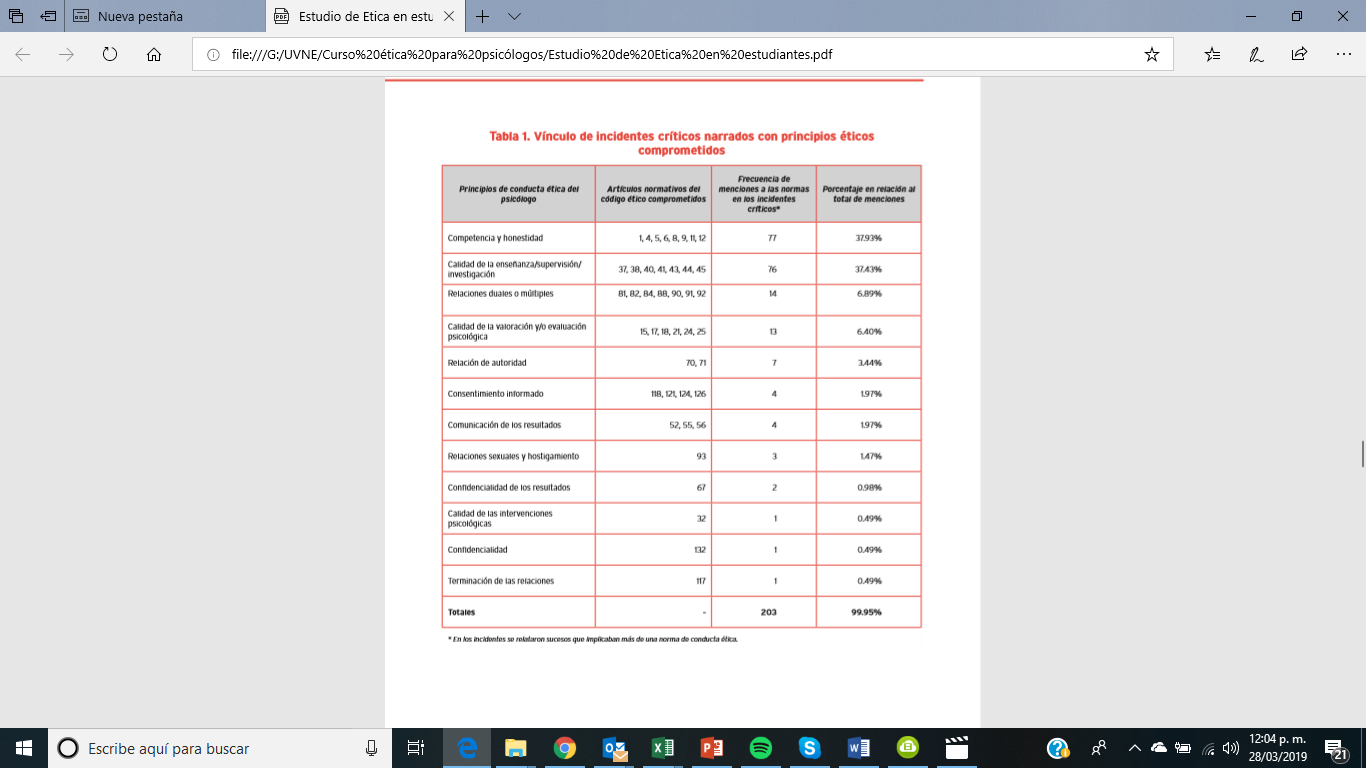 Nueva pestaña
Estudio de Etica en estu
file:///G:/UVNE/Curso%20ética%20para%20psicólogos/Estudio%20de%20Etica%20en%20estudiantes.pdf
Tabla 1. Vínculo de incidentes críticos narrados con principios éticos
comprometidos
Principios de conducta ética del
psicólogo
Artículos normativos del
código ético comprometidos
Frecuencia de
menciones a las normas
en los incidentes
críticos*
Porcentaje en relación al
total de menciones
Competencia y honestidad 1, 4, 5, 6, 8, 9, 11, 12 77 37.93%
Calidad de la enseñanza/supervisión/
investigación 37, 38, 40, 41, 43, 44, 45 76 37.43%
Relaciones duales o múltiples 81, 82, 84, 88, 90, 91, 92 14 6.89%
Calidad de la valoración y/o evaluación
psicológica 15, 17, 18, 21, 24, 25 13 6.40%
Relación de autoridad 70, 71 7 3.44%
Consentimiento informado 118, 121, 124, 126 4 1.97%
Comunicación de los resultados 52, 55, 56 4 1.97%
Relaciones sexuales y hostigamiento 93 3 1.47%
Confidencialidad de los resultados 67 2 0.98%
Calidad de las intervenciones
psicológicas 32 1 0.49%
Confidencialidad 132 1 0.49%
Terminación de las relaciones 117 1 0.49%
Totales - 203 99.95%
* En los incidentes se relataron sucesos que implicaban más de una norma de conducta ética.
Escribe aquí para buscar
12:04 p. m.
28/03/2019
21